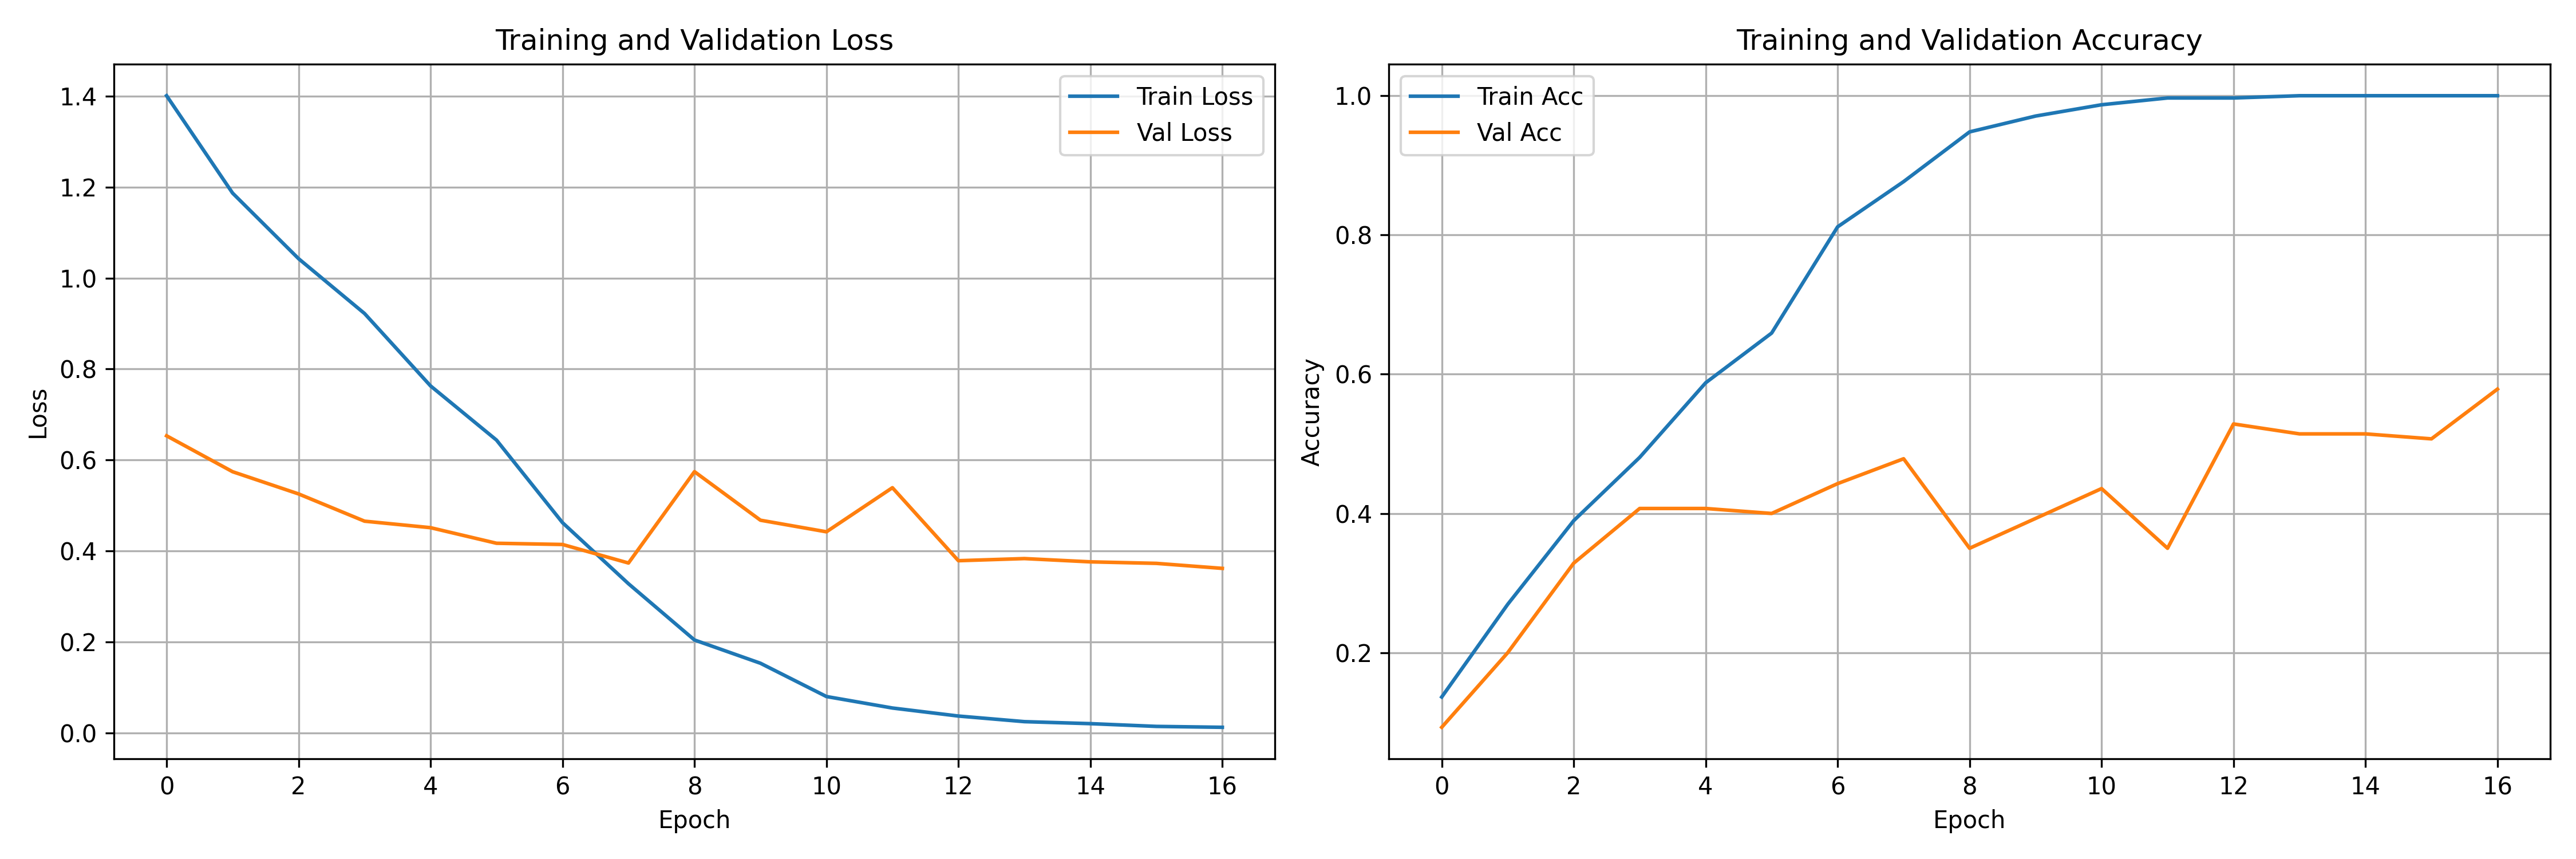 Training and Validation Loss
1.4
1.2
1.0
0.8
0.6
0.4
0.2
0.0
Loss
Train Loss
Val Loss
0 2 4 6 8 10 12 14 16
Epoch
Training and Validation Accuracy
1.0
0.8
0.6
0.4
0.2
Accuracy
Train Acc
Val Acc
0 2 4 6 8 10 12 14 16
Epoch